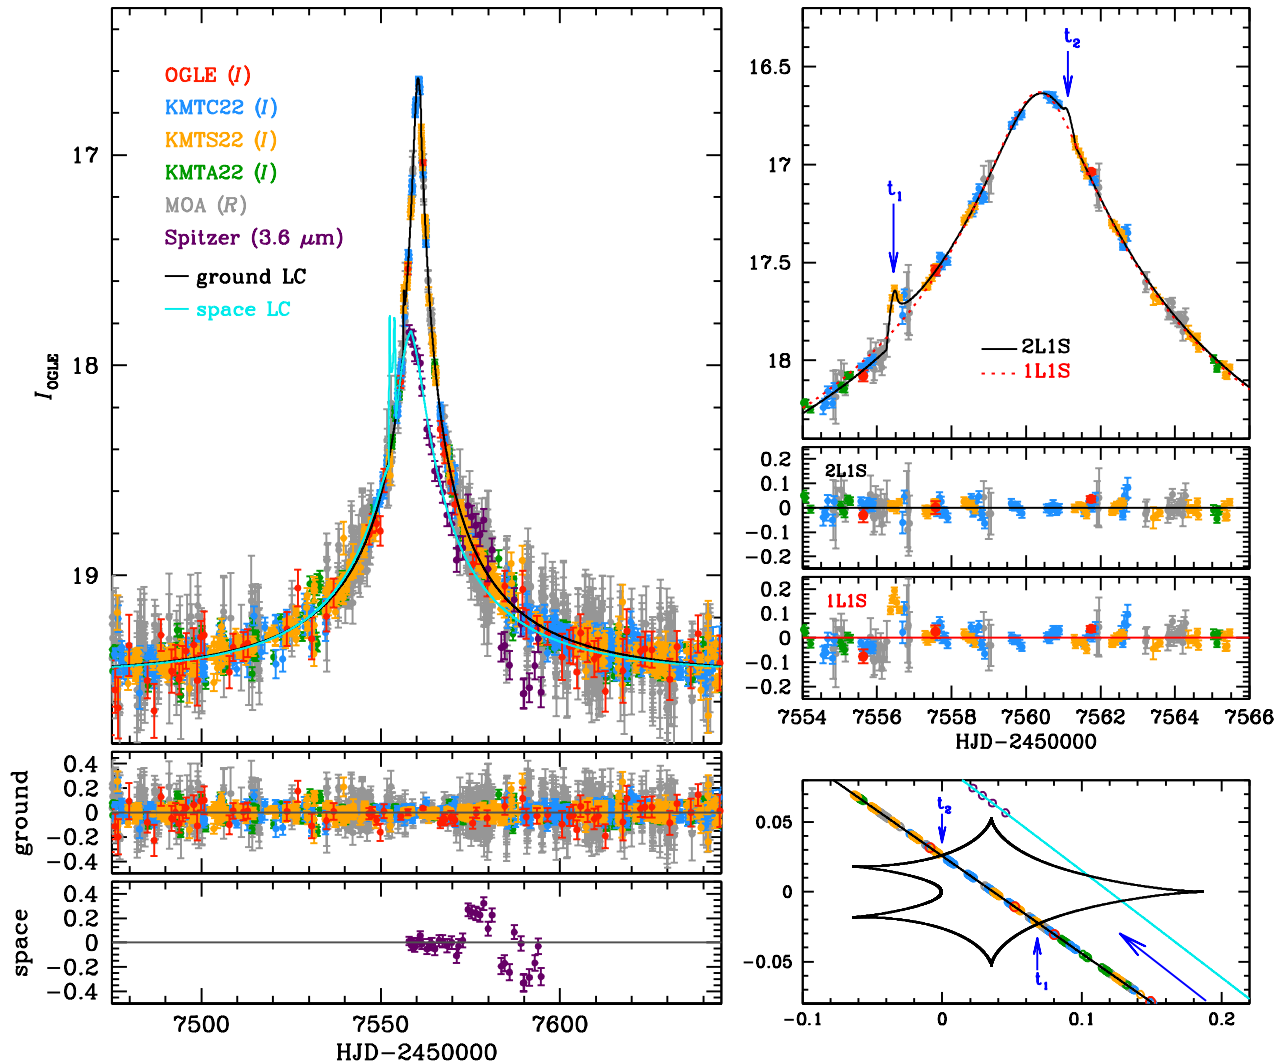 OGLE (I)
KMTC22 (I)
KMTS22 (I)
KMTA22 (I)
MOA (R)
Spitzer (3.6 μm)
ground LC
space LC
17
18
19
I_OGLE
ground
0.4
0.2
0
−0.2
−0.4
space
0.4
0.2
0
−0.2
−0.4
7500 7550 7600
HJD−2450000
16.5
17
17.5
18
t₁
t₂
2L1S
1L1S
2L1S
0.2
0.1
0
−0.1
−0.2
1L1S
0.2
0.1
0
−0.1
−0.2
7554 7556 7558 7560 7562 7564 7566
HJD−2450000
t₂
t₁
0.05
0
−0.05
−0.1 0 0.1 0.2